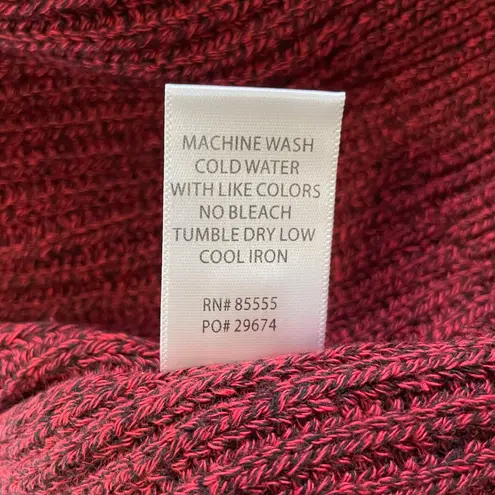 MACHINE WASH
COLD WATER
WITH LIKE COLORS
NO BLEACH
TUMBLE DRY LOW
COOL IRON
RN# 85555
PO# 29674